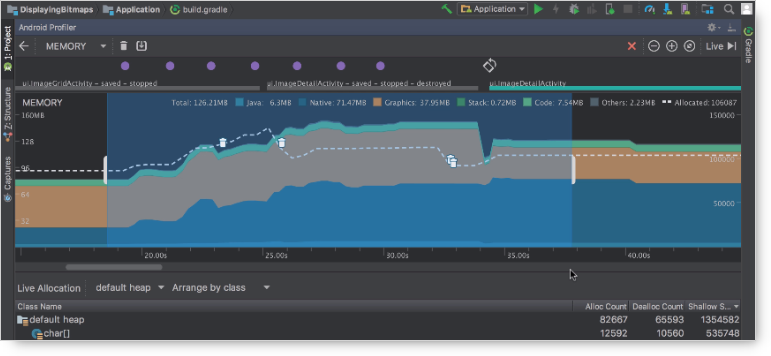 DisplayingBitmaps Application build.gradle Application
Android Profiler
MEMORY Live
ui.ImageGridActivity - saved - stopped ui.ImageDetailActivity - saved - stopped - destroyed ui.ImageDetailActivity
MEMORY Total: 126.21MB Java: 6.3MB Native: 71.47MB Graphics: 37.95MB Stack: 0.72MB Code: 7.54MB Others: 2.23MB Allocated: 106087
160MB 150000
128
96 100000
64
50000
32
20.00s 25.00s 30.00s 35.00s 40.00s
Live Allocation default heap Arrange by class
Class Name Alloc Count Dealloc Count Shallow S...
default heap 82667 65593 1354582
char[] 12592 10560 535748
1: Project
7: Structure
Captures
Gradle